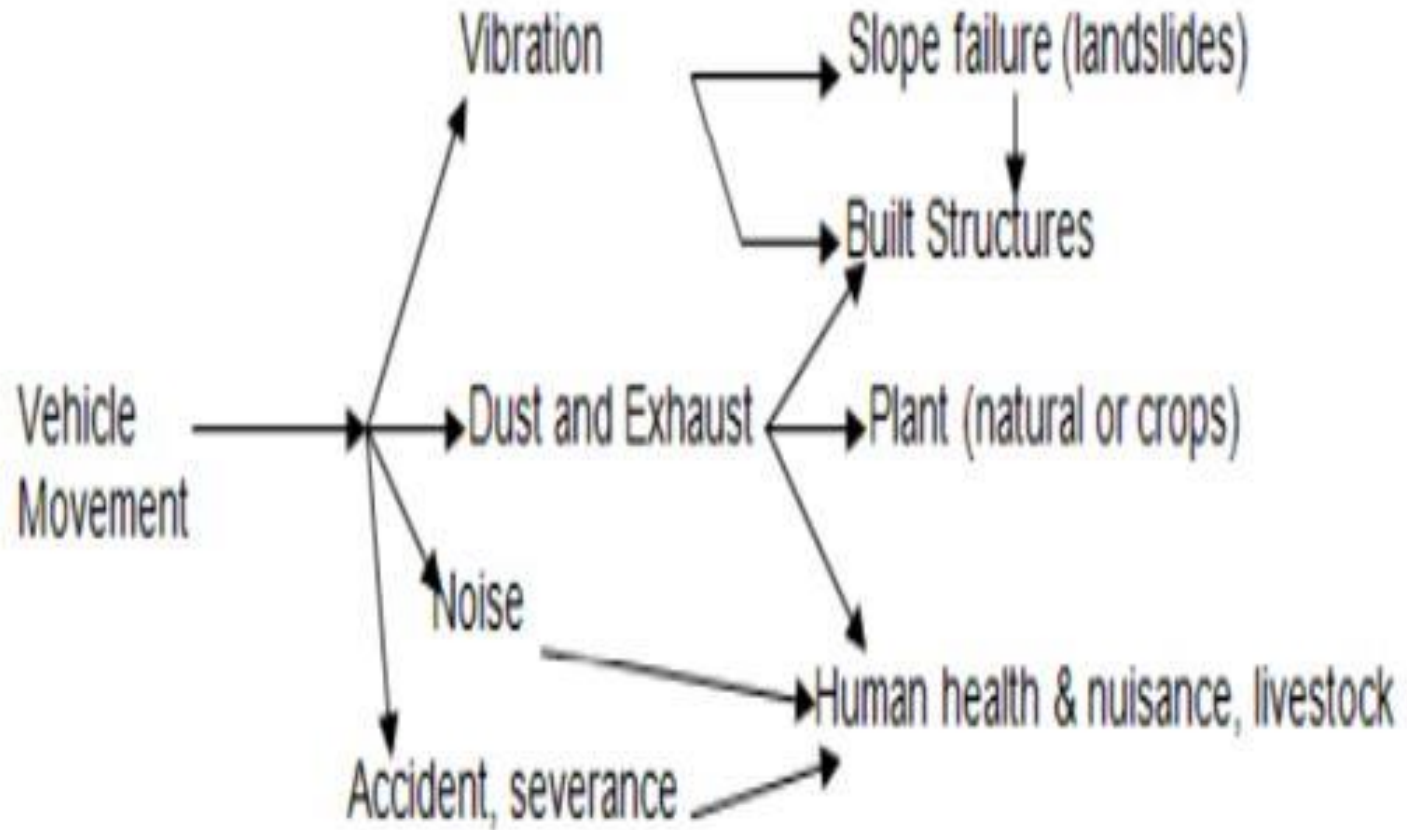 Vibration
Slope failure (landslides)
Built Structures
Vehicle
Movement
Dust and Exhaust
Plant (natural or crops)
Noise
Human health & nuisance, livestock
Accident, severance